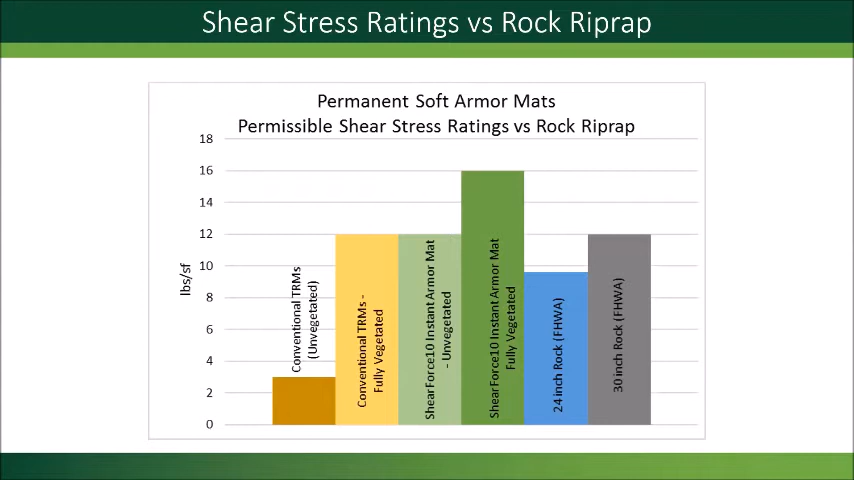 Shear Stress Ratings vs Rock Riprap
Permanent Soft Armor Mats
Permissible Shear Stress Ratings vs Rock Riprap
18
16
14
12
10
8
6
4
2
0
lbs/sf
Conventional TRMs
(Unvegetated)
Conventional TRMs -
Fully Vegetated
ShearForce10 Instant Armor Mat
- Unvegetated
ShearForce10 Instant Armor Mat
Fully Vegetated
24 inch Rock (FHWA)
30 inch Rock (FHWA)